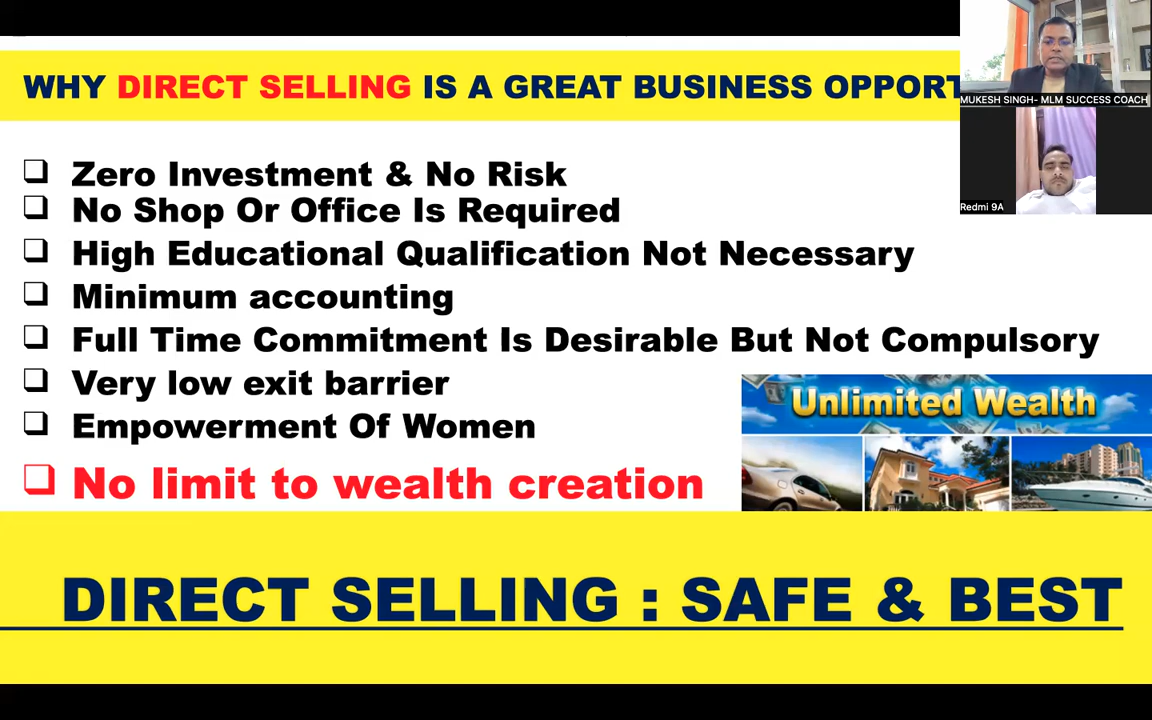 WHY DIRECT SELLING IS A GREAT BUSINESS OPPORT
MUKESH SINGH- MLM SUCCESS COACH
Redmi 9A
❑ Zero Investment & No Risk
❑ No Shop Or Office Is Required
❑ High Educational Qualification Not Necessary
❑ Minimum accounting
❑ Full Time Commitment Is Desirable But Not Compulsory
❑ Very low exit barrier
❑ Empowerment Of Women
❑ No limit to wealth creation
Unlimited Wealth
DIRECT SELLING : SAFE & BEST